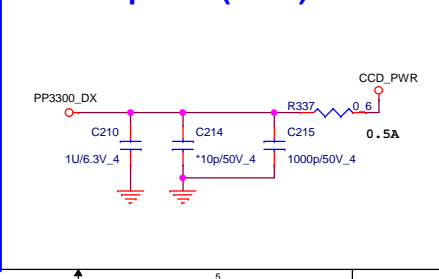 CCD_PWR
PP3300_DX
R337
0_6
0.5A
C210
C214
C215
1U/6.3V_4
*10p/50V_4
1000p/50V_4
5